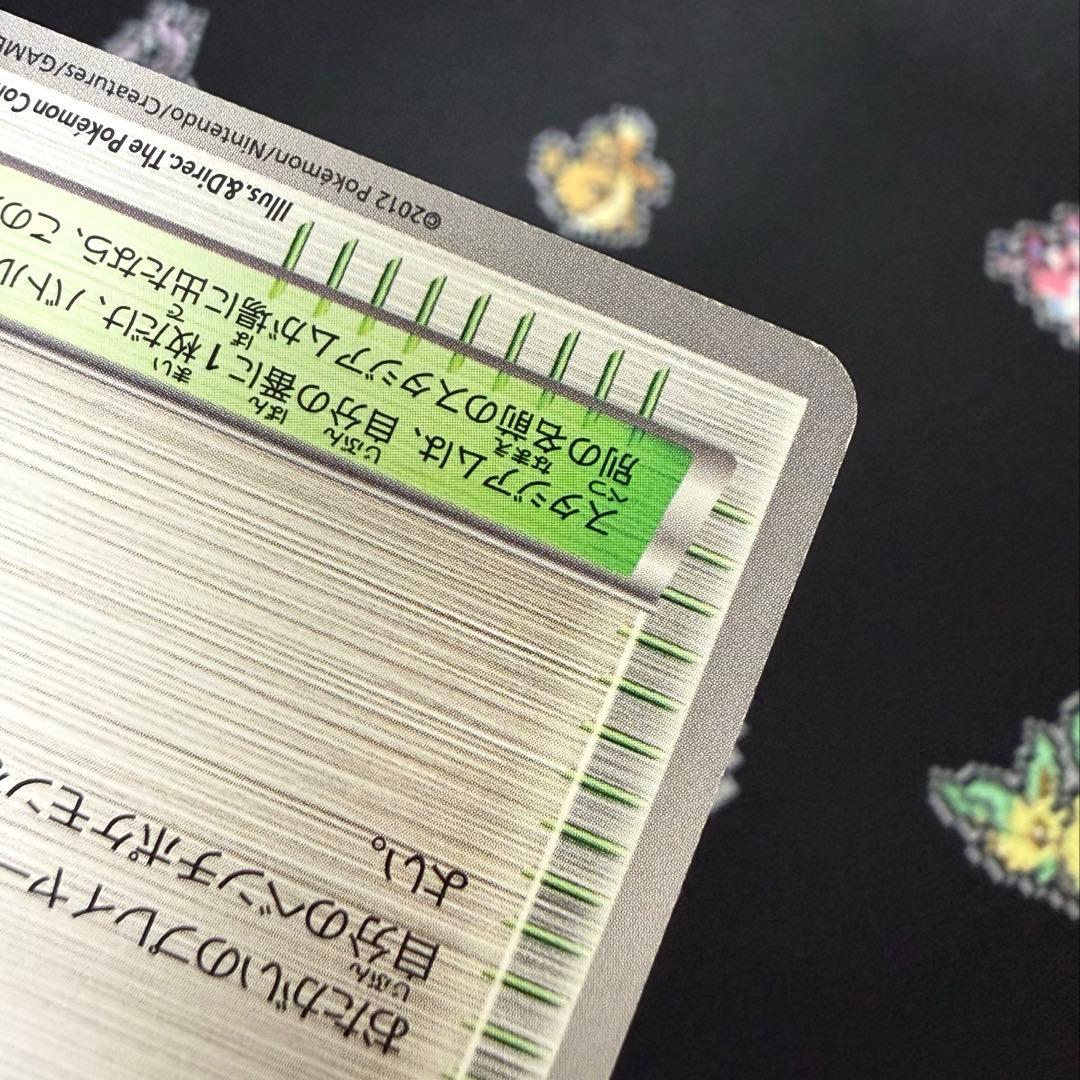 おたがいのプレイヤー
自分のベンチポケモン
よい。
スタジアムは、自分の番に1枚だけ、バトル
別の名前のスタジアムが場に出たなら、この
Illus.&Direc.The Pokémon Com
©2012 Pokémon/Nintendo/Creatures/GAME